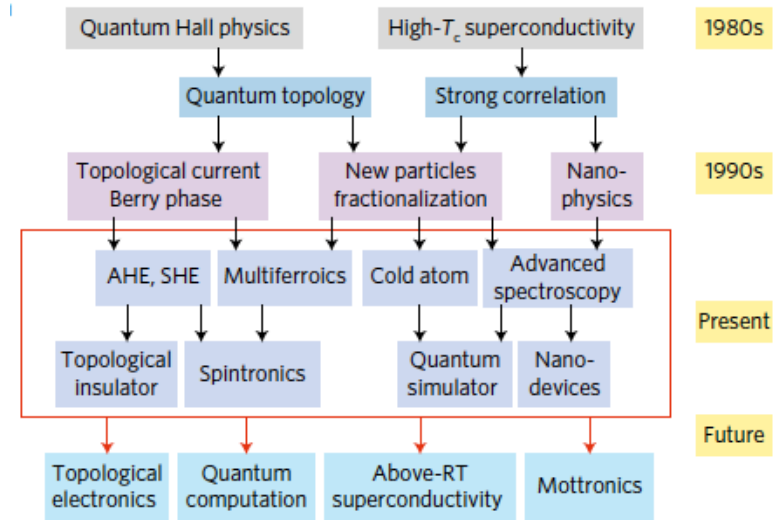 Quantum Hall physics
High-Tc superconductivity
1980s
Quantum topology
Strong correlation
Topological current
Berry phase
New particles
fractionalization
Nano-
physics
1990s
AHE, SHE
Multiferroics
Cold atom
Advanced
spectroscopy
Present
Topological
insulator
Spintronics
Quantum
simulator
Nano-
devices
Future
Topological
electronics
Quantum
computation
Above-RT
superconductivity
Mottronics